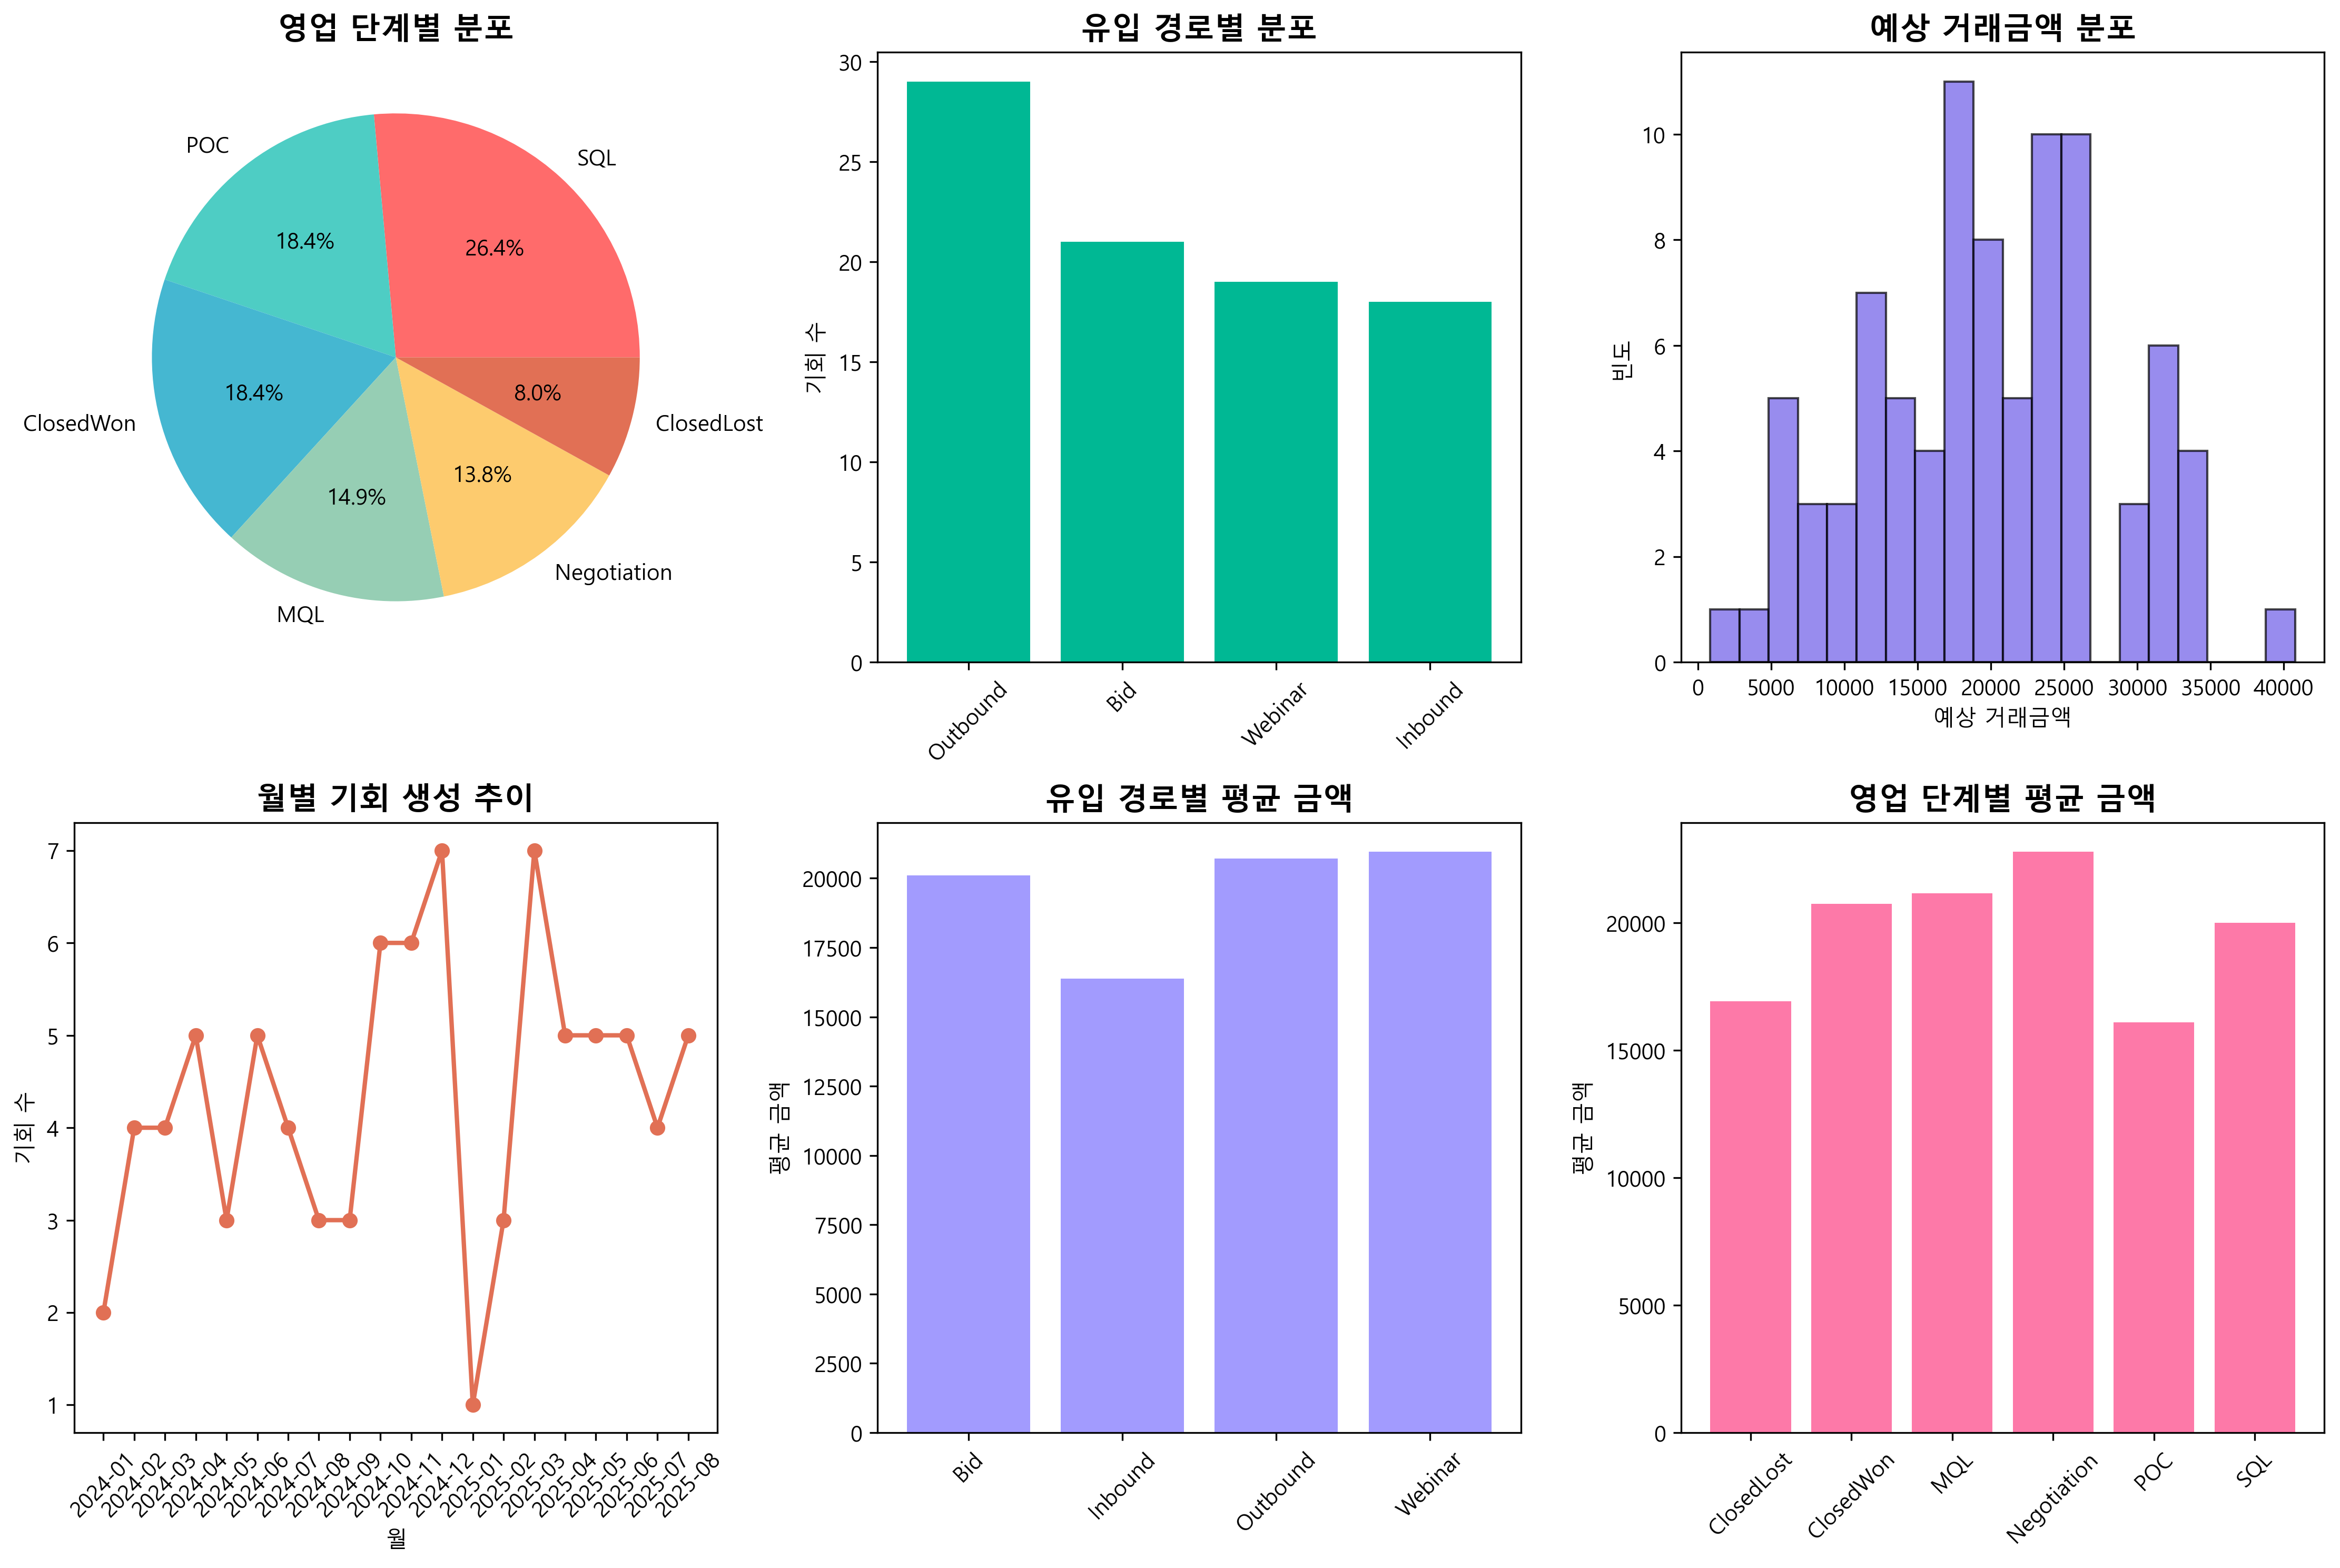 영업 단계별 분포
POC
SQL
18.4%
26.4%
18.4%
8.0%
ClosedWon
ClosedLost
14.9%
13.8%
MQL
Negotiation
유입 경로별 분포
기회 수
30
25
20
15
10
5
0
Outbound
Bid
Webinar
Inbound
예상 거래금액 분포
빈도
10
8
6
4
2
0
0 5000 10000 15000 20000 25000 30000 35000 40000
예상 거래금액
월별 기회 생성 추이
기회 수
7
6
5
4
3
2
1
2024-01
2024-02
2024-03
2024-04
2024-05
2024-06
2024-07
2024-08
2024-09
2024-10
2024-11
2024-12
2025-01
2025-02
2025-03
2025-04
2025-05
2025-06
2025-07
2025-08
월
유입 경로별 평균 금액
평균 금액
20000
17500
15000
12500
10000
7500
5000
2500
0
Bid
Inbound
Outbound
Webinar
영업 단계별 평균 금액
평균 금액
20000
15000
10000
5000
0
ClosedLost
ClosedWon
MQL
Negotiation
POC
SQL